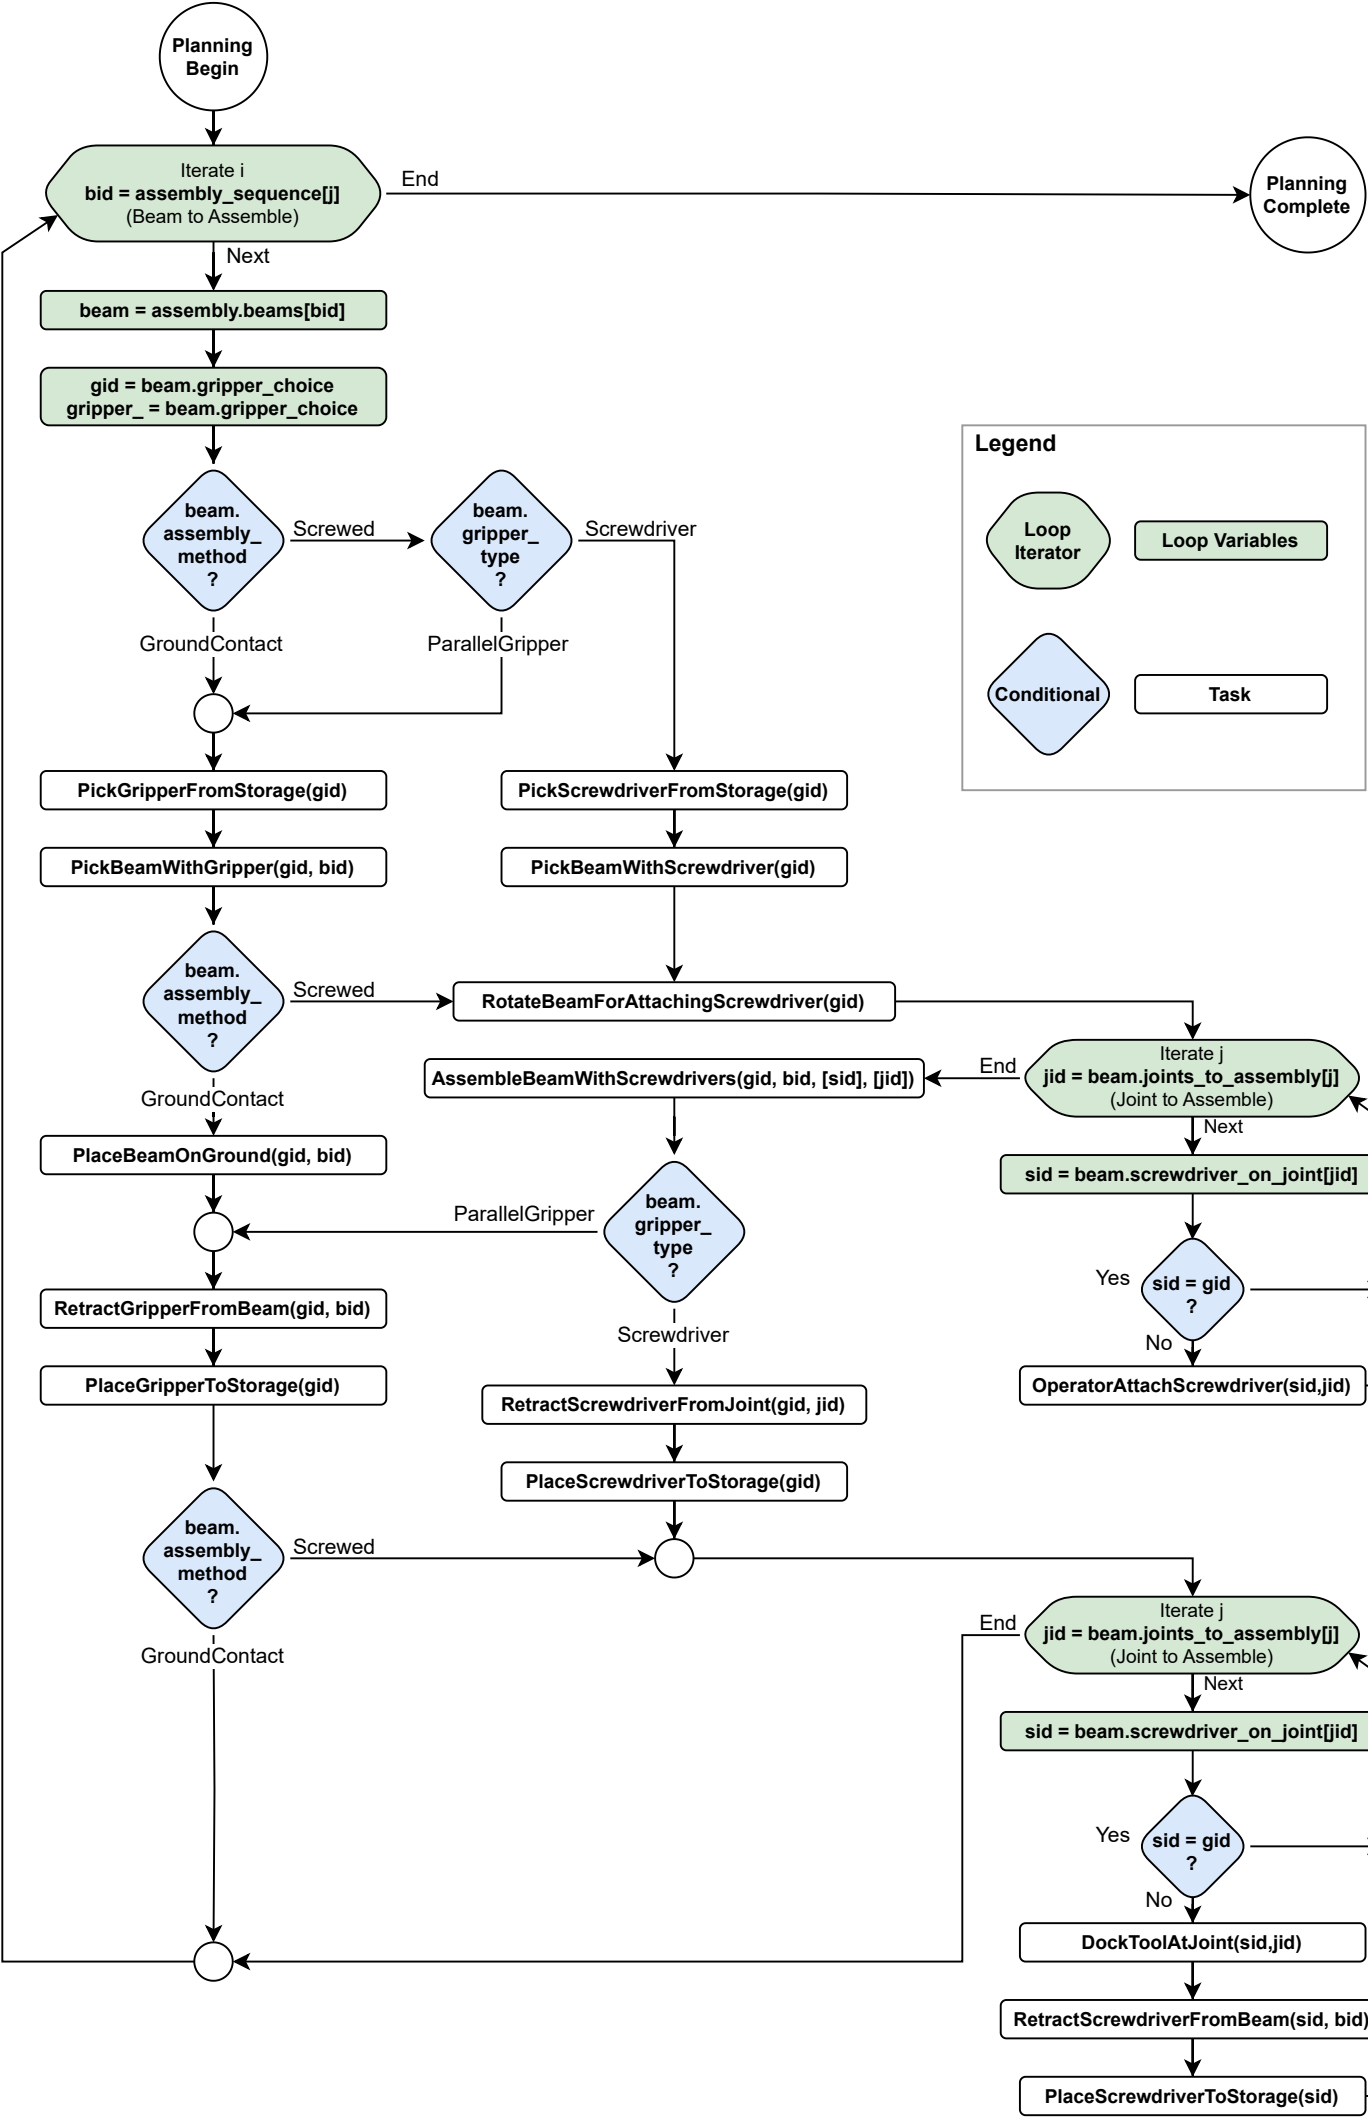 Planning
Begin
Iterate i
bid = assembly_sequence[j]
(Beam to Assemble)
End
Planning
Complete
Next
beam = assembly.beams[bid]
gid = beam.gripper_choice
gripper_ = beam.gripper_choice
Legend
Loop
Iterator
Loop Variables
Conditional
Task
beam.
assembly_
method
?
Screwed
beam.
gripper_
type
?
Screwdriver
GroundContact
ParallelGripper
PickGripperFromStorage(gid)
PickScrewdriverFromStorage(gid)
PickBeamWithGripper(gid, bid)
PickBeamWithScrewdriver(gid)
beam.
assembly_
method
?
Screwed
RotateBeamForAttachingScrewdriver(gid)
Iterate j
jid = beam.joints_to_assembly[j]
(Joint to Assemble)
End
AssembleBeamWithScrewdrivers(gid, bid, [sid], [jid])
GroundContact
Next
PlaceBeamOnGround(gid, bid)
sid = beam.screwdriver_on_joint[jid]
beam.
gripper_
type
?
ParallelGripper
Yes
sid = gid
?
RetractGripperFromBeam(gid, bid)
Screwdriver
No
PlaceGripperToStorage(gid)
OperatorAttachScrewdriver(sid,jid)
RetractScrewdriverFromJoint(gid, jid)
PlaceScrewdriverToStorage(gid)
beam.
assembly_
method
?
Screwed
Iterate j
jid = beam.joints_to_assembly[j]
(Joint to Assemble)
End
GroundContact
Next
sid = beam.screwdriver_on_joint[jid]
Yes
sid = gid
?
No
DockToolAtJoint(sid,jid)
RetractScrewdriverFromBeam(sid, bid)
PlaceScrewdriverToStorage(sid)